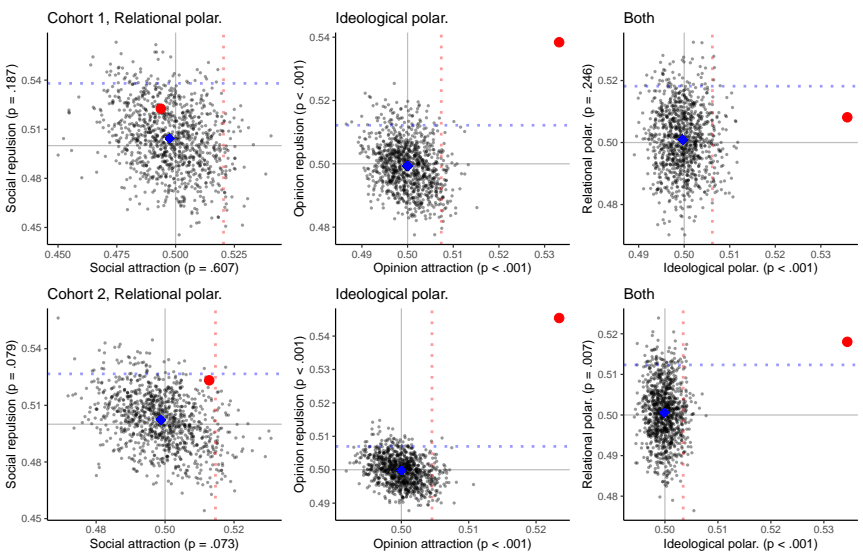 Cohort 1, Relational polar.
Social repulsion (p = .187)
0.54
0.51
0.48
0.45
0.450
0.475
0.500
0.525
Social attraction (p = .607)
Ideological polar.
Opinion repulsion (p < .001)
0.54
0.52
0.50
0.48
0.49
0.50
0.51
0.52
0.53
Opinion attraction (p < .001)
Both
Relational polar. (p = .246)
0.52
0.50
0.48
0.49
0.50
0.51
0.52
0.53
Ideological polar. (p < .001)
Cohort 2, Relational polar.
Social repulsion (p = .079)
0.54
0.51
0.48
0.45
0.48
0.50
0.52
Social attraction (p = .073)
Ideological polar.
Opinion repulsion (p < .001)
0.54
0.53
0.52
0.51
0.50
0.49
0.50
0.51
0.52
Opinion attraction (p < .001)
Both
Relational polar. (p = .007)
0.52
0.51
0.50
0.49
0.48
0.50
0.51
0.52
0.53
Ideological polar. (p < .001)